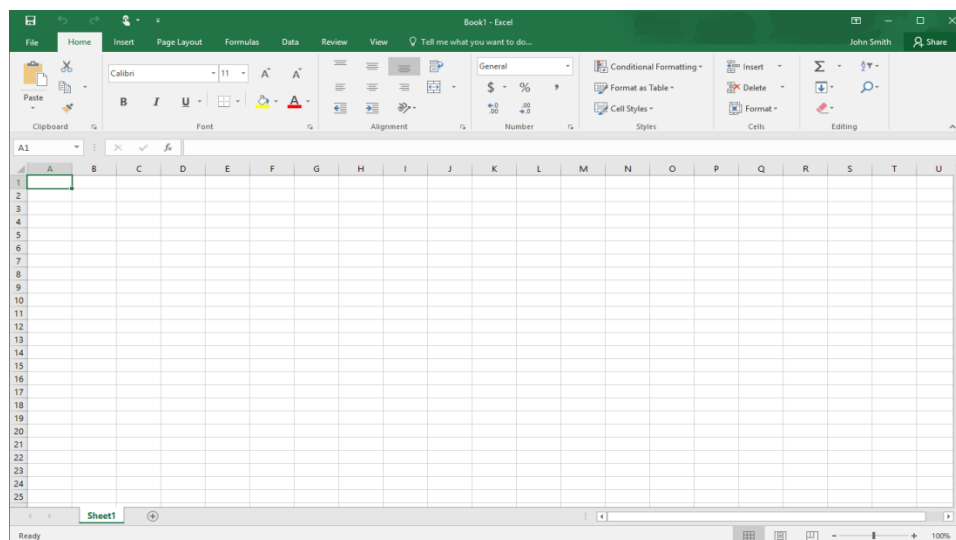 Book1 - Excel
File Home Insert Page Layout Formulas Data Review View Tell me what you want to do... John Smith Share
Calibri 11 A A General Conditional Formatting Insert
Paste B I U A $ % , Format as Table Delete
Cell Styles Format
Clipboard Font Alignment Number Styles Cells Editing
A1 fx
A B C D E F G H I J K L M N O P Q R S T U
1
2
3
4
5
6
7
8
9
10
11
12
13
14
15
16
17
18
19
20
21
22
23
24
25
Sheet1
Ready 100%